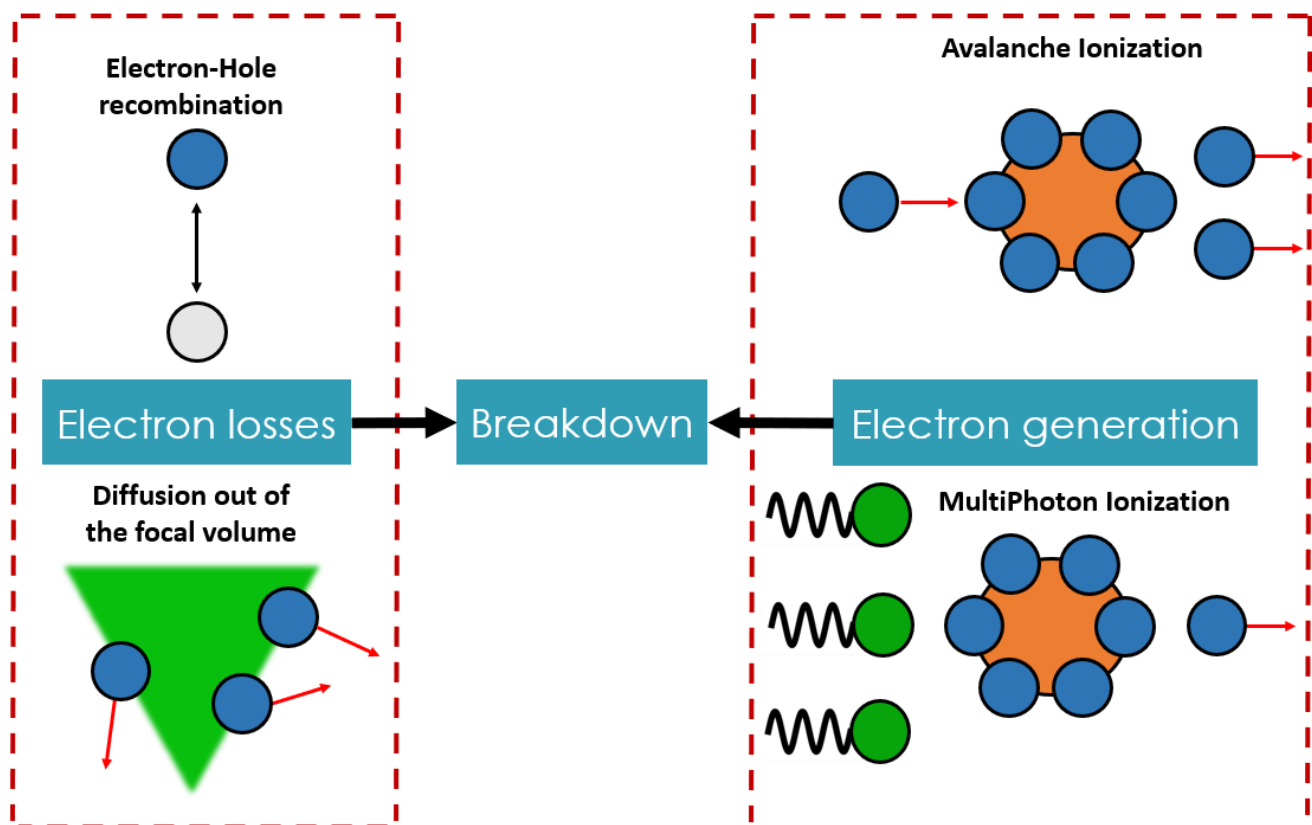 Electron-Hole
recombination
Avalanche Ionization
Electron losses
Breakdown
Electron generation
Diffusion out of
the focal volume
MultiPhoton Ionization